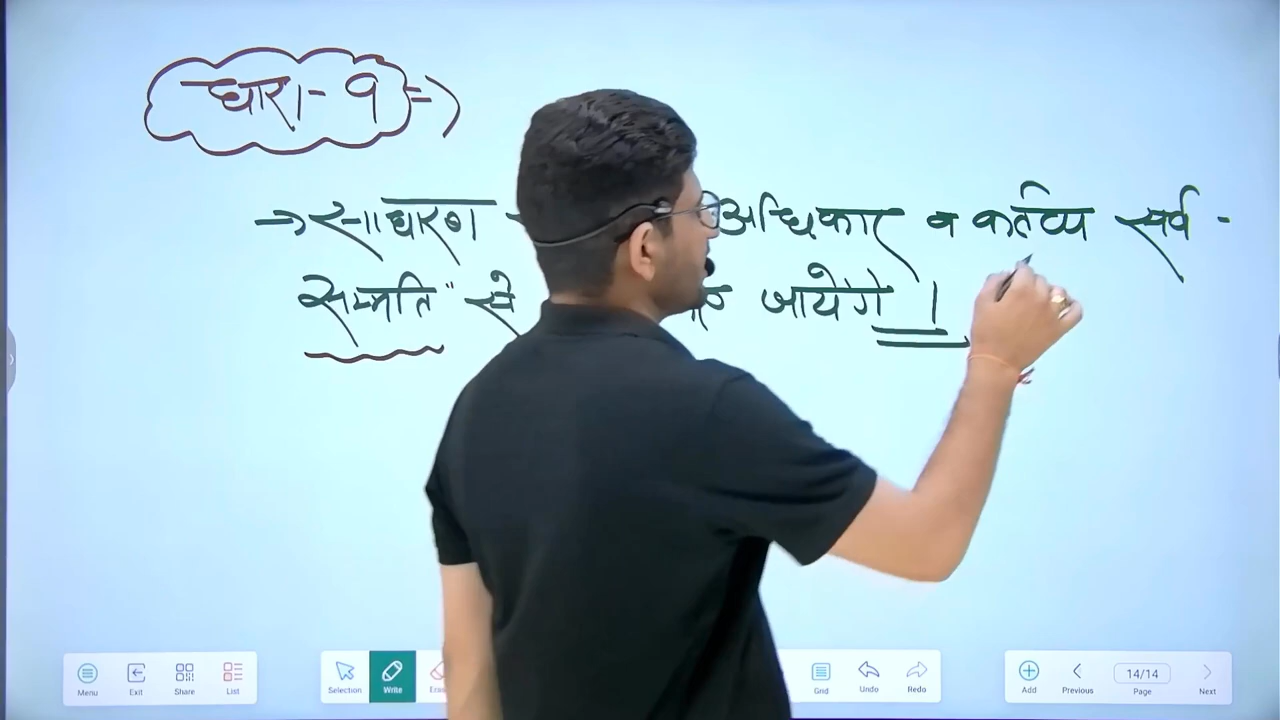 धारा - 9 =>
→ साधारण अधिकार व कर्तव्य सर्व -
सम्मति" से जायेंगे ।
Menu Exit Share List Selection Write Grid Undo Redo Add Previous 14/14 Page Next